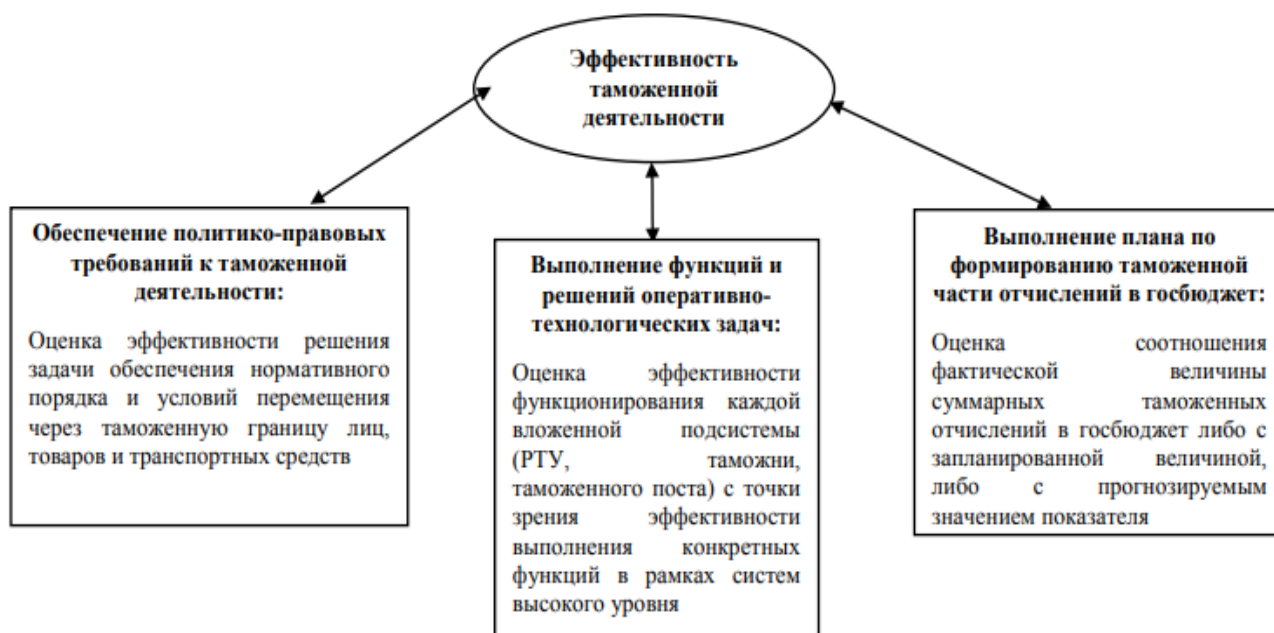 Эффективность
таможенной
деятельности
Обеспечение политико-правовых
требований к таможенной
деятельности:
Оценка эффективности решения
задачи обеспечения нормативного
порядка и условий перемещения
через таможенную границу лиц,
товаров и транспортных средств
Выполнение функций и
решений оперативно-
технологических задач:
Оценка эффективности
функционирования каждой
вложенной подсистемы
(РТУ, таможни,
таможенного поста) с точки
зрения эффективности
выполнения конкретных
функций в рамках систем
высокого уровня
Выполнение плана по
формированию таможенной
части отчислений в госбюджет:
Оценка соотношения
фактической величины
суммарных таможенных
отчислений в госбюджет либо с
запланированной величиной,
либо с прогнозируемым
значением показателя